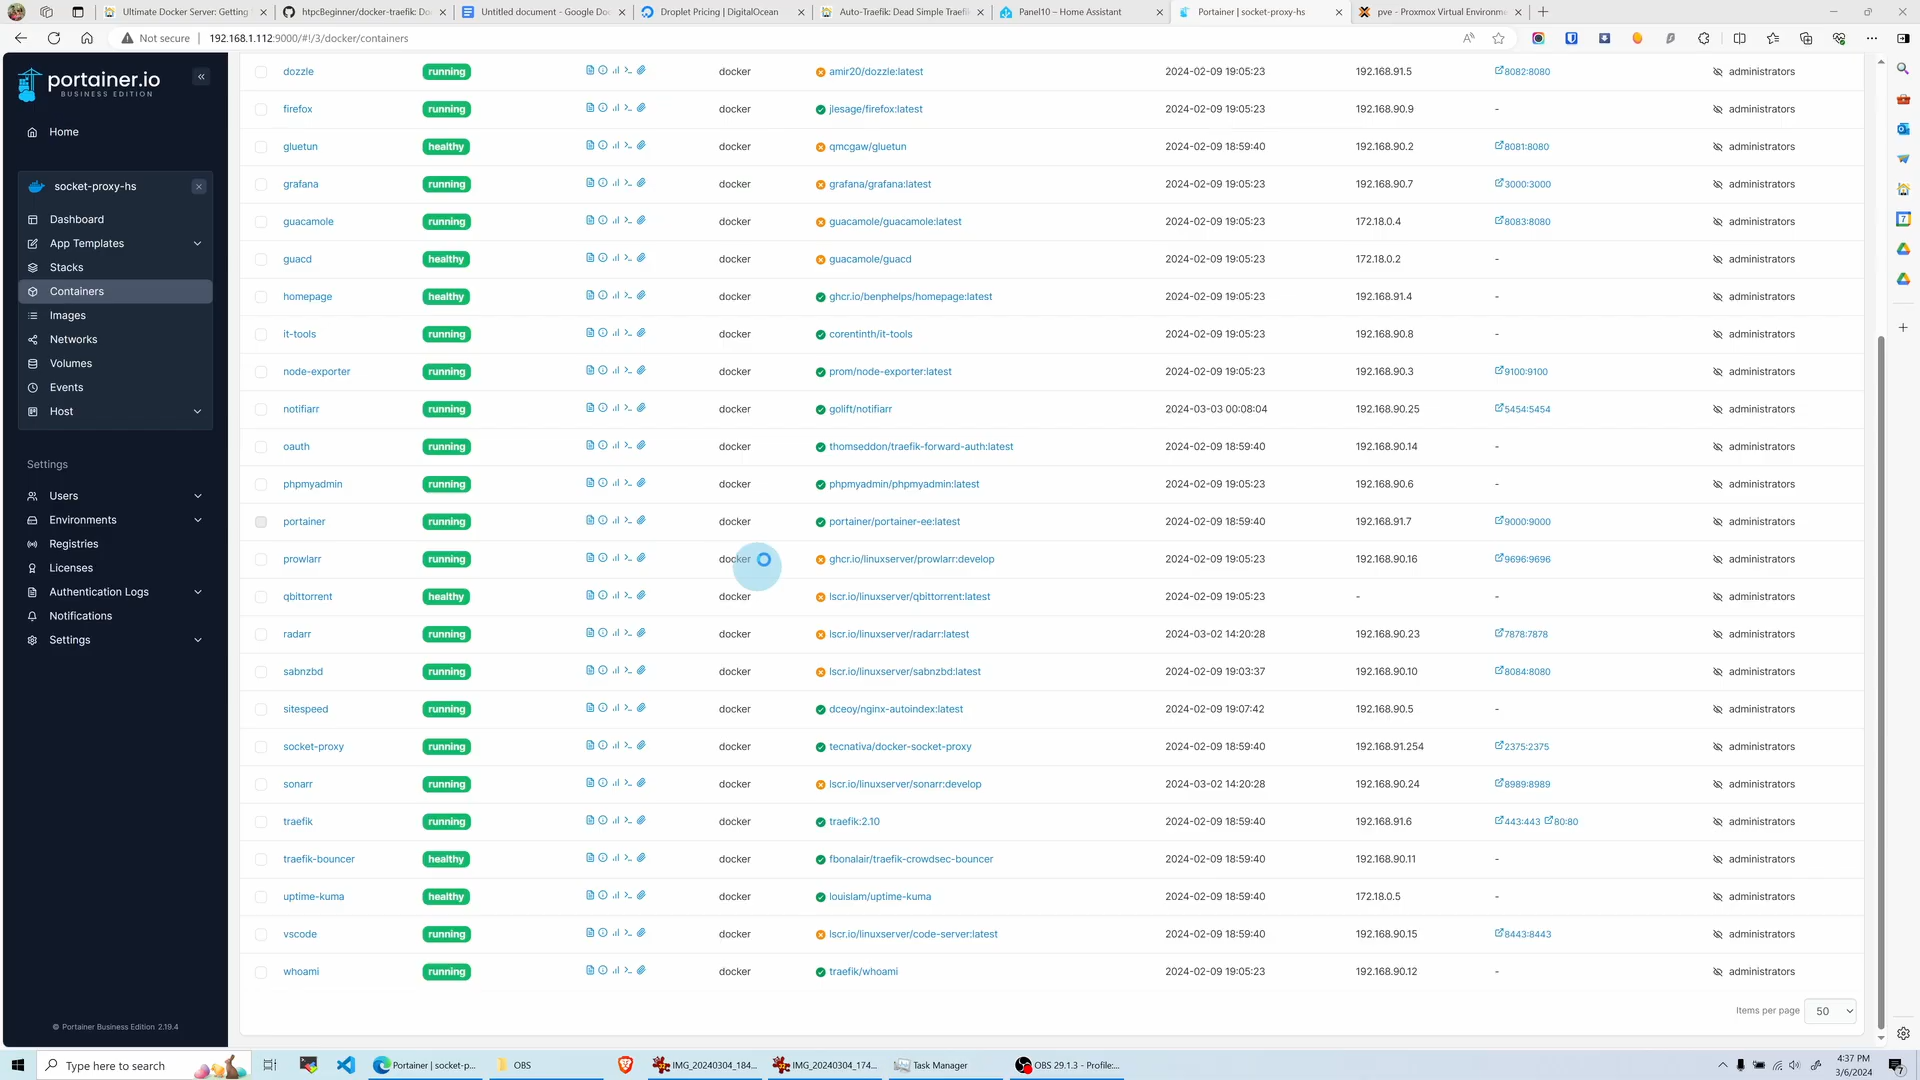 Ultimate Docker Server: Getting
htpcBeginner/docker-traefik: Do
Untitled document - Google Doc
Droplet Pricing | DigitalOcean
Auto-Traefik: Dead Simple Traefik
Panel10 – Home Assistant
Portainer | socket-proxy-hs
pve - Proxmox Virtual Environm
Not secure
192.168.1.112:9000/#!/3/docker/containers
portainer.io
BUSINESS EDITION
Home
socket-proxy-hs
Dashboard
App Templates
Stacks
Containers
Images
Networks
Volumes
Events
Host
Settings
Users
Environments
Registries
Licenses
Authentication Logs
Notifications
Settings
© Portainer Business Edition 2.19.4
dozzle running docker amir20/dozzle:latest 2024-02-09 19:05:23 192.168.91.5 8082:8080 administrators
firefox running docker jlesage/firefox:latest 2024-02-09 19:05:23 192.168.90.9 - administrators
gluetun healthy docker qmcgaw/gluetun 2024-02-09 18:59:40 192.168.90.2 8081:8080 administrators
grafana running docker grafana/grafana:latest 2024-02-09 19:05:23 192.168.90.7 3000:3000 administrators
guacamole running docker guacamole/guacamole:latest 2024-02-09 19:05:23 172.18.0.4 8083:8080 administrators
guacd healthy docker guacamole/guacd 2024-02-09 19:05:23 172.18.0.2 - administrators
homepage healthy docker ghcr.io/benphelps/homepage:latest 2024-02-09 19:05:23 192.168.91.4 - administrators
it-tools running docker corentinth/it-tools 2024-02-09 19:05:23 192.168.90.8 - administrators
node-exporter running docker prom/node-exporter:latest 2024-02-09 19:05:23 192.168.90.3 9100:9100 administrators
notifiarr running docker golift/notifiarr 2024-03-03 00:08:04 192.168.90.25 5454:5454 administrators
oauth running docker thomseddon/traefik-forward-auth:latest 2024-02-09 18:59:40 192.168.90.14 - administrators
phpmyadmin running docker phpmyadmin/phpmyadmin:latest 2024-02-09 19:05:23 192.168.90.6 - administrators
portainer running docker portainer/portainer-ee:latest 2024-02-09 18:59:40 192.168.91.7 9000:9000 administrators
prowlarr running docker ghcr.io/linuxserver/prowlarr:develop 2024-02-09 19:05:23 192.168.90.16 9696:9696 administrators
qbittorrent healthy docker lscr.io/linuxserver/qbittorrent:latest 2024-02-09 19:05:23 - - administrators
radarr running docker lscr.io/linuxserver/radarr:latest 2024-03-02 14:20:28 192.168.90.23 7878:7878 administrators
sabnzbd running docker lscr.io/linuxserver/sabnzbd:latest 2024-02-09 19:03:37 192.168.90.10 8084:8080 administrators
sitespeed running docker dceoy/nginx-autoindex:latest 2024-02-09 19:07:42 192.168.90.5 - administrators
socket-proxy running docker tecnativa/docker-socket-proxy 2024-02-09 18:59:40 192.168.91.254 2375:2375 administrators
sonarr running docker lscr.io/linuxserver/sonarr:develop 2024-03-02 14:20:28 192.168.90.24 8989:8989 administrators
traefik running docker traefik:2.10 2024-02-09 18:59:40 192.168.91.6 443:443 80:80 administrators
traefik-bouncer healthy docker fbonalair/traefik-crowdsec-bouncer 2024-02-09 18:59:40 192.168.90.11 - administrators
uptime-kuma healthy docker louislam/uptime-kuma 2024-02-09 18:59:40 172.18.0.5 - administrators
vscode running docker lscr.io/linuxserver/code-server:latest 2024-02-09 18:59:40 192.168.90.15 8443:8443 administrators
whoami running docker traefik/whoami 2024-02-09 19:05:23 192.168.90.12 - administrators
Items per page 50
Type here to search
Portainer | socket-p...
OBS
IMG_20240304_184...
IMG_20240304_174...
Task Manager
OBS 29.1.3 - Profile:...
4:37 PM
3/6/2024
7